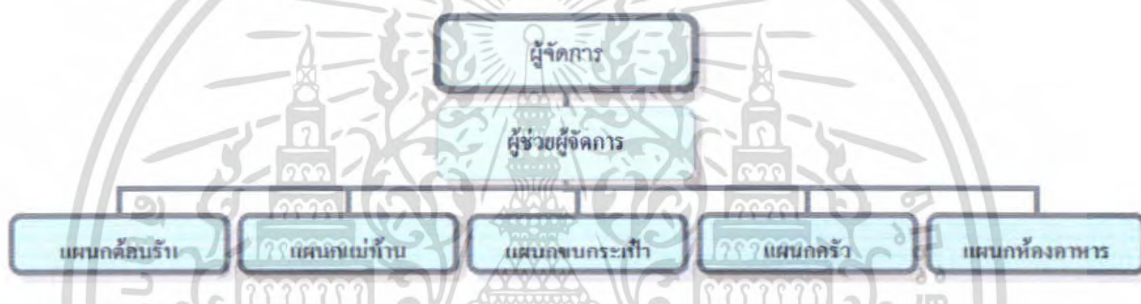 ผู้จัดการ
ผู้ช่วยผู้จัดการ
แผนกต้อนรับ
แผนกแม่บ้าน
แผนกขนกระเป๋า
แผนกครัว
แผนกห้องอาหาร